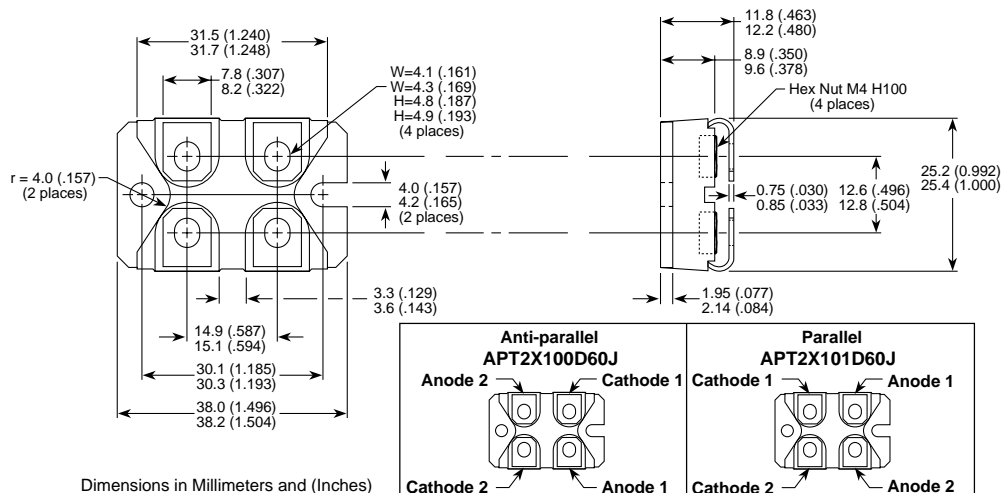 31.5 (1.240)
31.7 (1.248)
7.8 (.307)
8.2 (.322)
W=4.1 (.161)
W=4.3 (.169)
H=4.8 (.187)
H=4.9 (.193)
(4 places)
r = 4.0 (.157)
(2 places)
4.0 (.157)
4.2 (.165)
(2 places)
3.3 (.129)
3.6 (.143)
14.9 (.587)
15.1 (.594)
30.1 (1.185)
30.3 (1.193)
38.0 (1.496)
38.2 (1.504)
11.8 (.463)
12.2 (.480)
8.9 (.350)
9.6 (.378)
Hex Nut M4 H100
(4 places)
0.75 (.030)
0.85 (.033)
12.6 (.496)
12.8 (.504)
25.2 (0.992)
25.4 (1.000)
1.95 (.077)
2.14 (.084)
Anti-parallel
APT2X100D60J
Anode 2
Cathode 1
Cathode 2
Anode 1
Parallel
APT2X101D60J
Cathode 1
Anode 1
Cathode 2
Anode 2
Dimensions in Millimeters and (Inches)